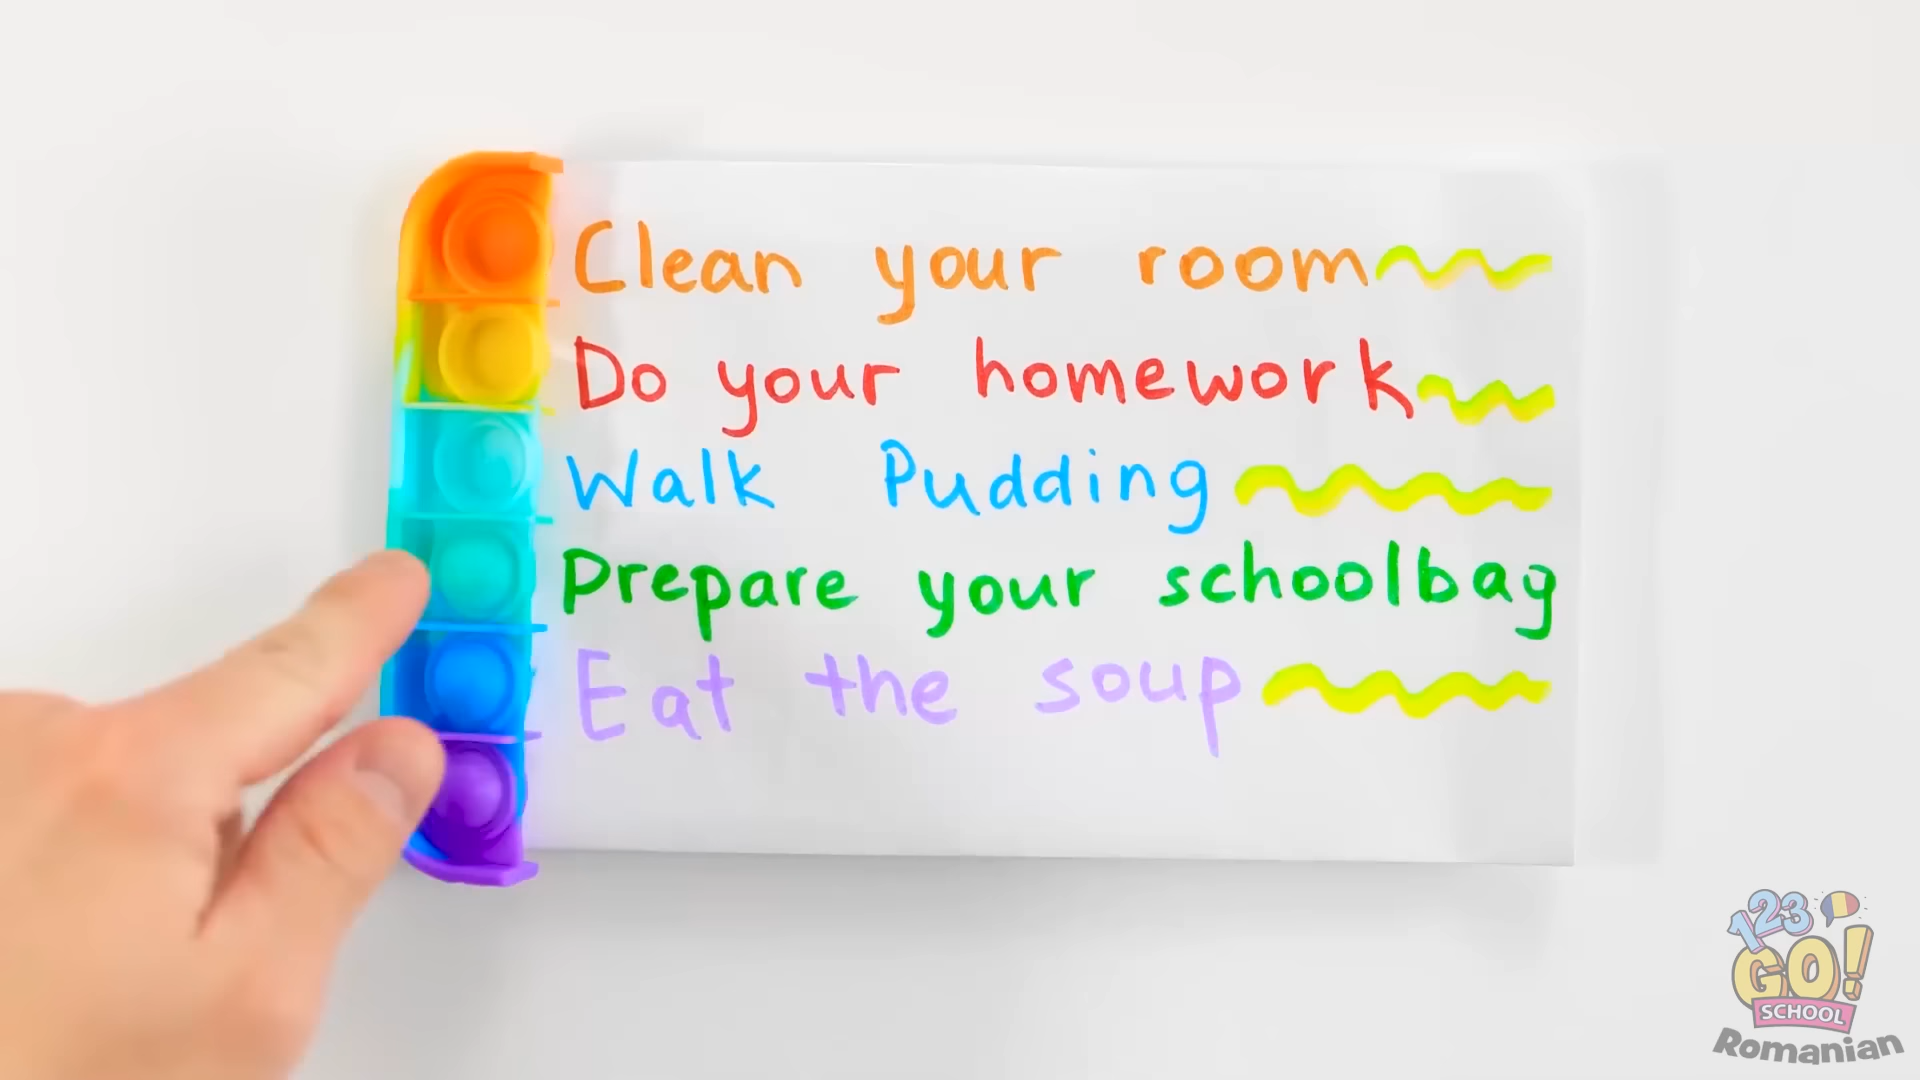 Clean your room
Do your homework
Walk Pudding
Prepare your schoolbag
Eat the soup
123
GO!
SCHOOL
Romanian